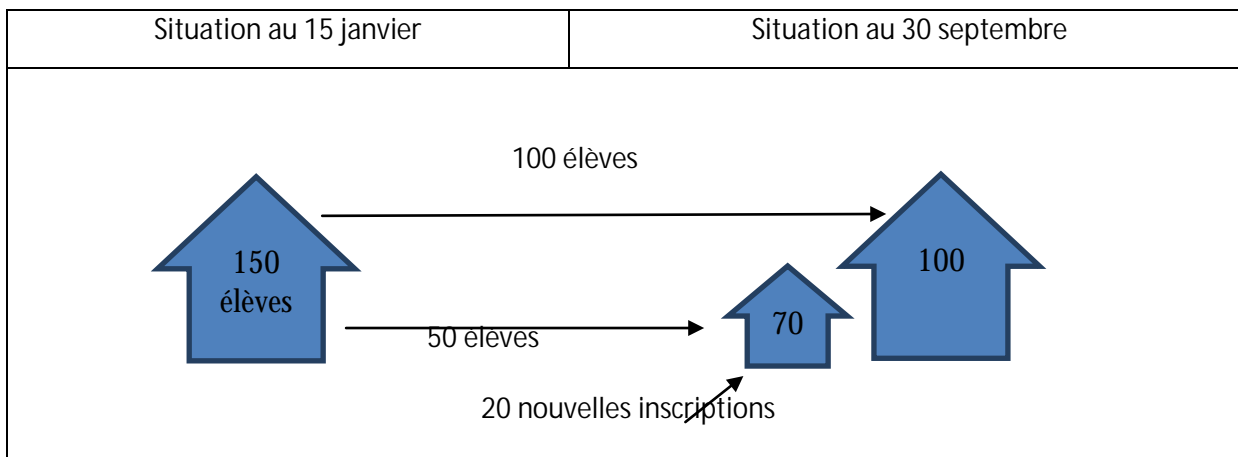 Situation au 15 janvier
Situation au 30 septembre
100 élèves
150
élèves
100
70
50 élèves
20 nouvelles inscriptions